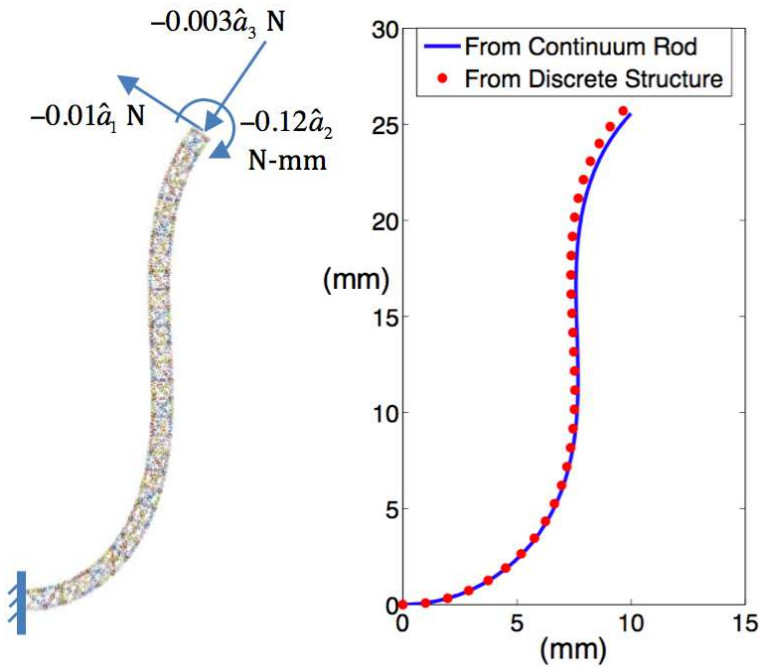 −0.003â₃ N
−0.01â₁ N
−0.12â₂
N-mm
From Continuum Rod
From Discrete Structure
30
25
20
15
10
5
0
(mm)
0 5 10 15
(mm)